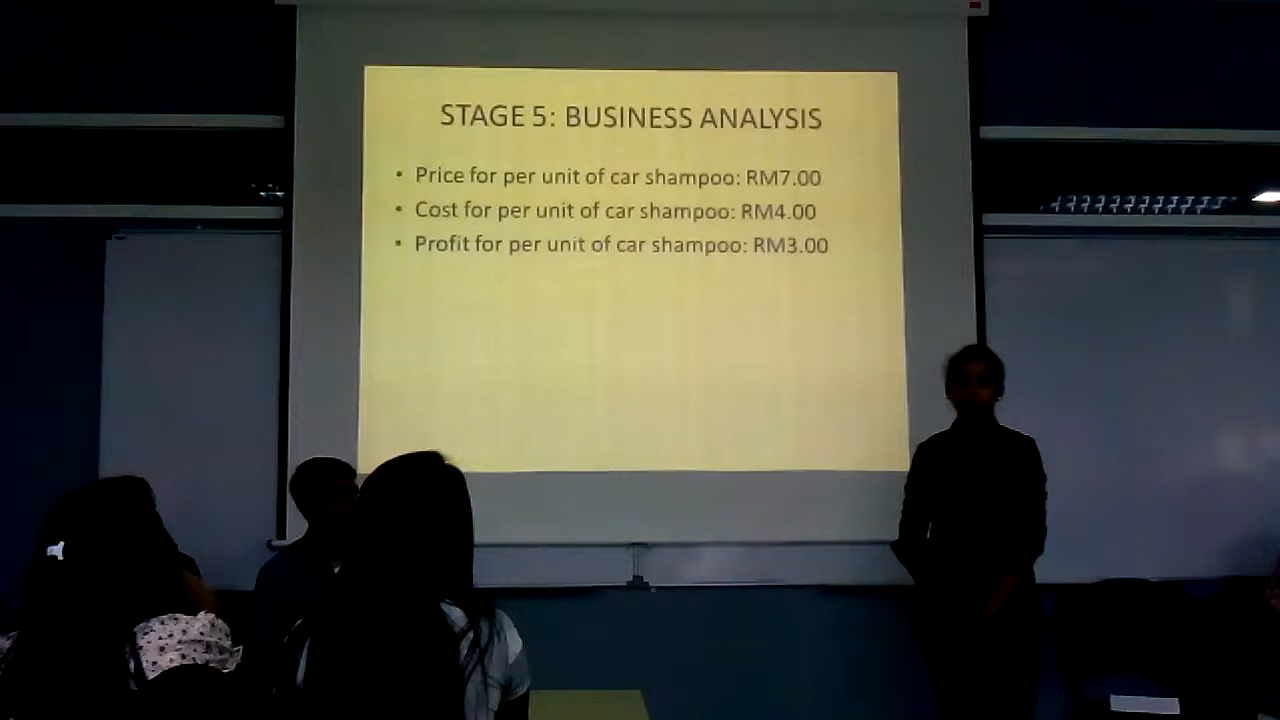 STAGE 5: BUSINESS ANALYSIS
• Price for per unit of car shampoo: RM7.00
• Cost for per unit of car shampoo: RM4.00
• Profit for per unit of car shampoo: RM3.00